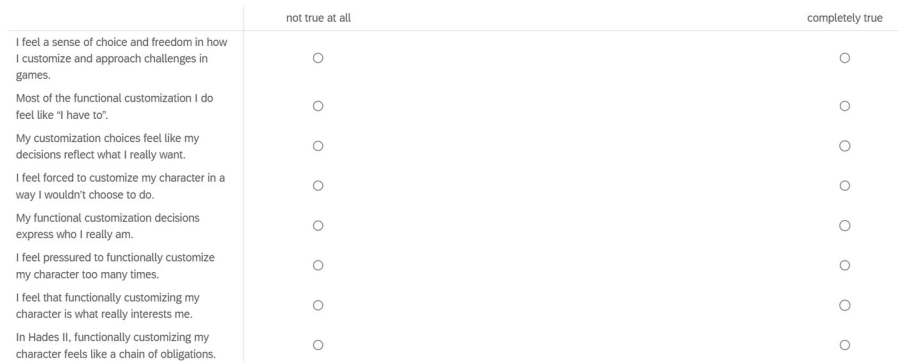 not true at all completely true
I feel a sense of choice and freedom in how
I customize and approach challenges in
games.
Most of the functional customization I do
feel like “I have to”.
My customization choices feel like my
decisions reflect what I really want.
I feel forced to customize my character in a
way I wouldn’t choose to do.
My functional customization decisions
express who I really am.
I feel pressured to functionally customize
my character too many times.
I feel that functionally customizing my
character is what really interests me.
In Hades II, functionally customizing my
character feels like a chain of obligations.